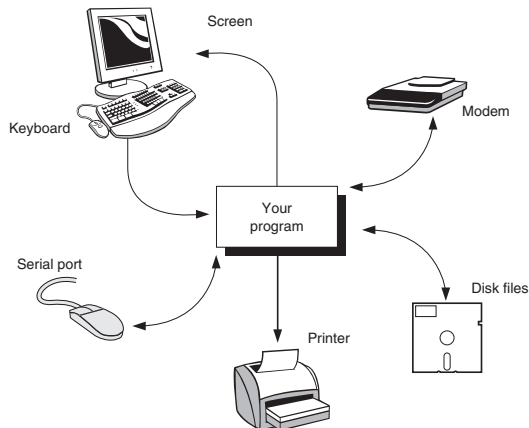 Screen
Keyboard
Modem
Your
program
Serial port
Disk files
Printer